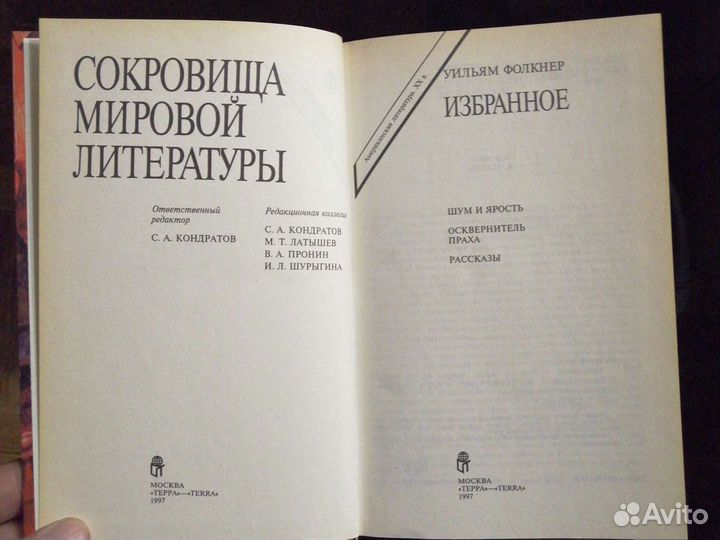 СОКРОВИЩА
МИРОВОЙ
ЛИТЕРАТУРЫ
Ответственный
редактор
С. А. КОНДРАТОВ
Редакционная коллегия
С. А. КОНДРАТОВ
М. Т. ЛАТЫШЕВ
В. А. ПРОНИН
И. Л. ШУРЫГИНА
МОСКВА
«ТЕРРА»—«TERRA»
1997
Американская литература. XX в.
УИЛЬЯМ ФОЛКНЕР
ИЗБРАННОЕ
ШУМ И ЯРОСТЬ
ОСКВЕРНИТЕЛЬ
ПРАХА
РАССКАЗЫ
МОСКВА
«ТЕРРА»—«TERRA»
1997
Avito